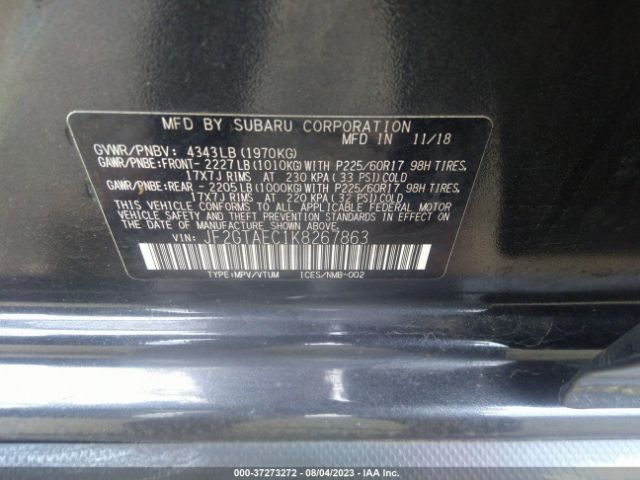 MFD BY SUBARU CORPORATION
MFD IN 11/18
GVWR/PNBV: 4343LB(1970KG)
GAWR/PNBE:FRONT- 2227LB(1010KG)WITH P225/60R17 98H TIRES,
17X7J RIMS, AT 230 KPA(33 PSI)COLD
GAWR/PNBE:REAR - 2205LB(1000KG)WITH P225/60R17 98H TIRES,
17X7J RIMS, AT 220 KPA(32 PSI)COLD
THIS VEHICLE CONFORMS TO ALL APPLICABLE FEDERAL MOTOR
VEHICLE SAFETY AND THEFT PREVENTION STANDARDS IN EFFECT
ON THE DATE OF MANUFACTURE SHOWN ABOVE.
VIN: JF2GTAEC1K8267863
TYPE:MPV/VTUM ICES/NMB-002
000-37273272 - 08/04/2023 - IAA Inc.